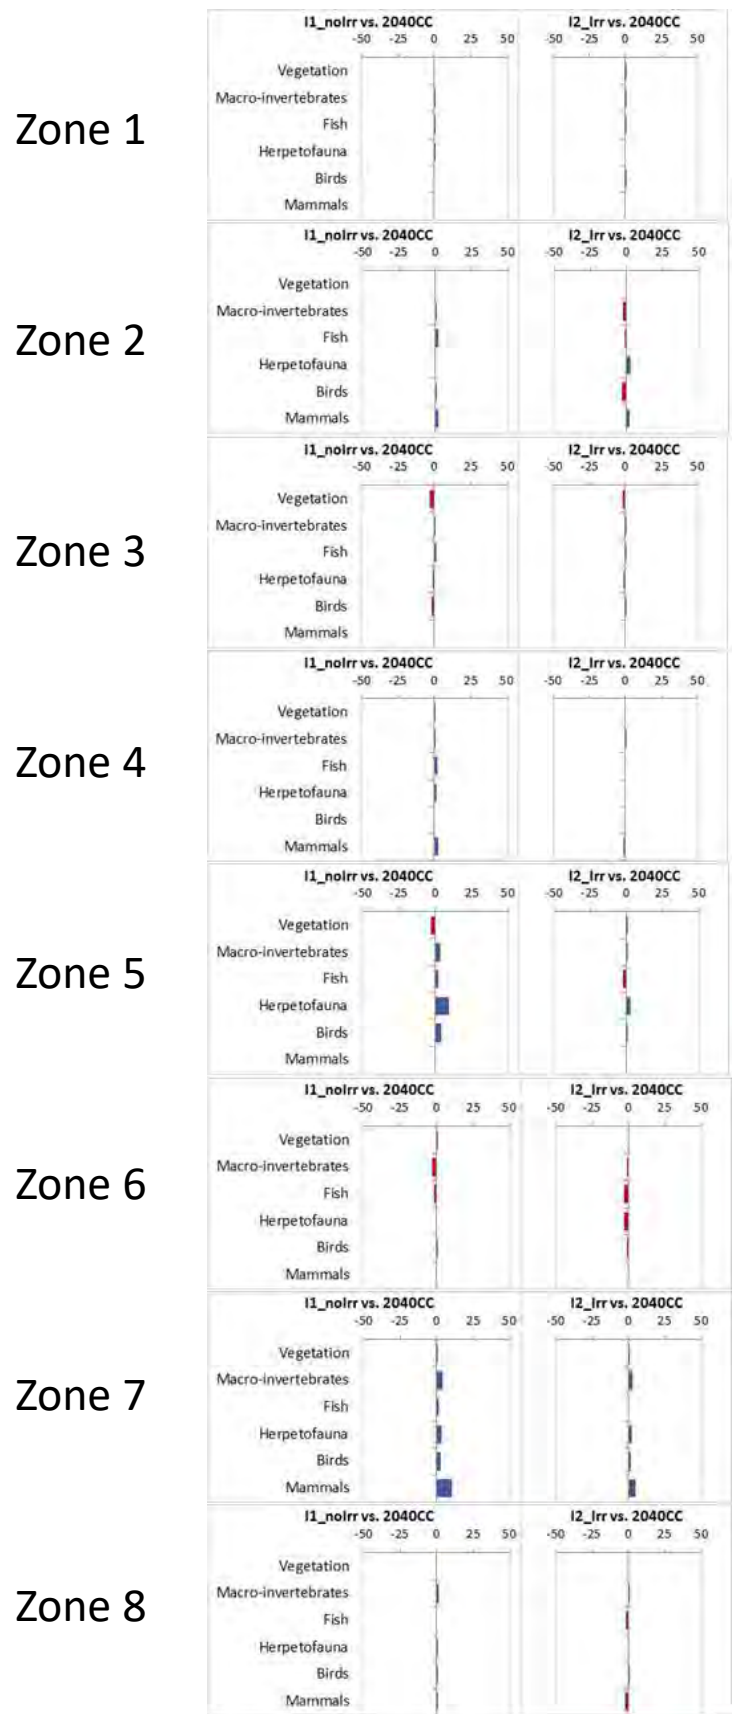 Zone 1
I1_noIrr vs. 2040CC I2_Irr vs. 2040CC
-50 -25 0 25 50 -50 -25 0 25 50
Vegetation
Macro-invertebrates
Fish
Herpetofauna
Birds
Mammals
Zone 2
I1_noIrr vs. 2040CC I2_Irr vs. 2040CC
-50 -25 0 25 50 -50 -25 0 25 50
Vegetation
Macro-invertebrates
Fish
Herpetofauna
Birds
Mammals
Zone 3
I1_noIrr vs. 2040CC I2_Irr vs. 2040CC
-50 -25 0 25 50 -50 -25 0 25 50
Vegetation
Macro-invertebrates
Fish
Herpetofauna
Birds
Mammals
Zone 4
I1_noIrr vs. 2040CC I2_Irr vs. 2040CC
-50 -25 0 25 50 -50 -25 0 25 50
Vegetation
Macro-invertebrates
Fish
Herpetofauna
Birds
Mammals
Zone 5
I1_noIrr vs. 2040CC I2_Irr vs. 2040CC
-50 -25 0 25 50 -50 -25 0 25 50
Vegetation
Macro-invertebrates
Fish
Herpetofauna
Birds
Mammals
Zone 6
I1_noIrr vs. 2040CC I2_Irr vs. 2040CC
-50 -25 0 25 50 -50 -25 0 25 50
Vegetation
Macro-invertebrates
Fish
Herpetofauna
Birds
Mammals
Zone 7
I1_noIrr vs. 2040CC I2_Irr vs. 2040CC
-50 -25 0 25 50 -50 -25 0 25 50
Vegetation
Macro-invertebrates
Fish
Herpetofauna
Birds
Mammals
Zone 8
I1_noIrr vs. 2040CC I2_Irr vs. 2040CC
-50 -25 0 25 50 -50 -25 0 25 50
Vegetation
Macro-invertebrates
Fish
Herpetofauna
Birds
Mammals